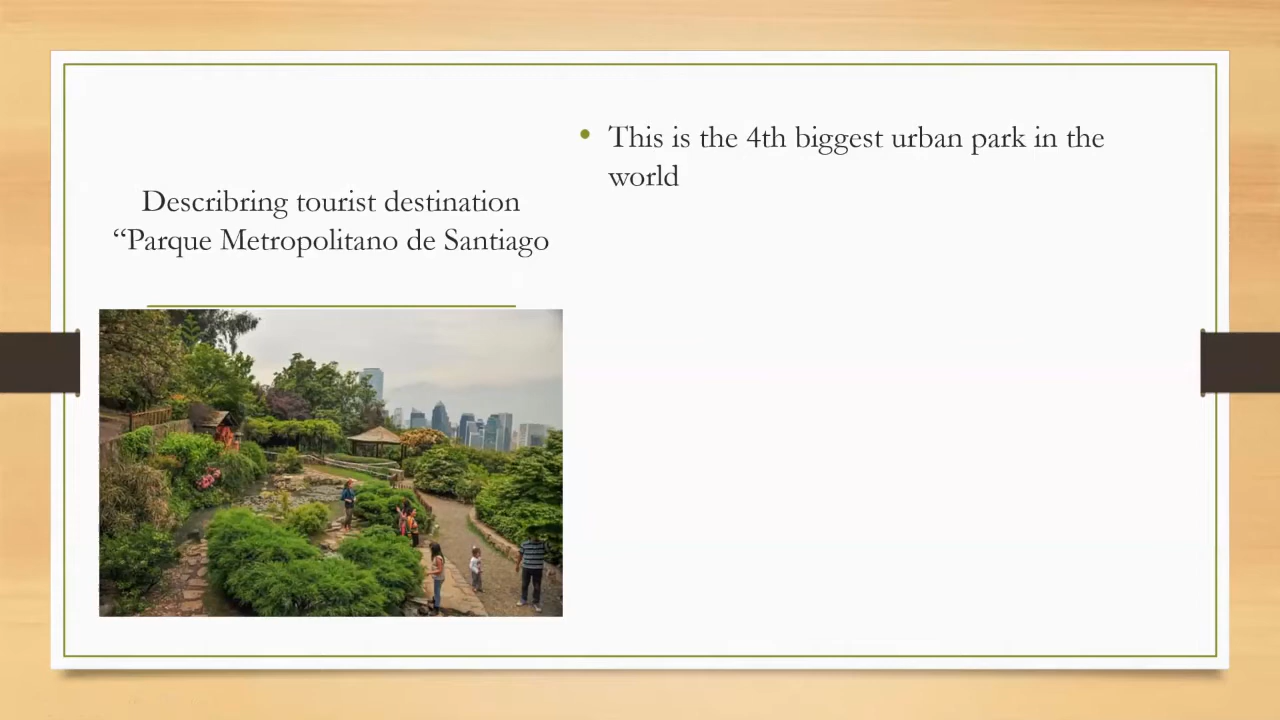 Describring tourist destination
“Parque Metropolitano de Santiago
• This is the 4th biggest urban park in the
world